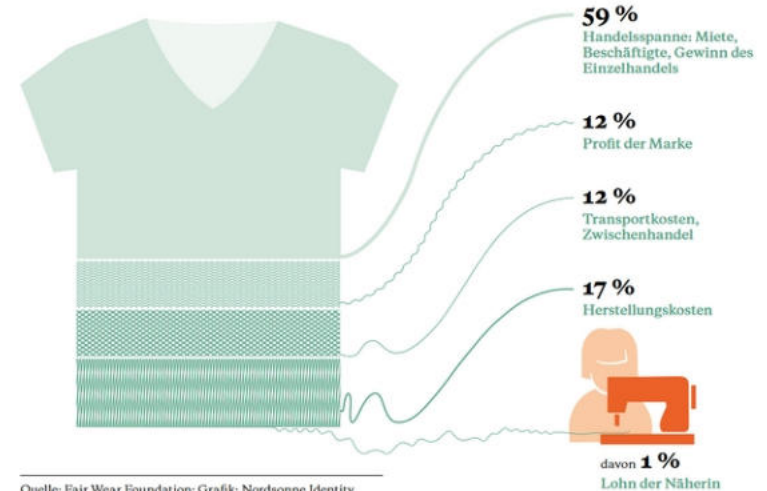 59 %
Handelsspanne: Miete,
Beschäftigte, Gewinn des
Einzelhandels
12 %
Profit der Marke
12 %
Transportkosten,
Zwischenhandel
17 %
Herstellungskosten
davon 1 %
Lohn der Näherin
Quelle: Fair Wear Foundation; Grafik: Nordsonne Identity